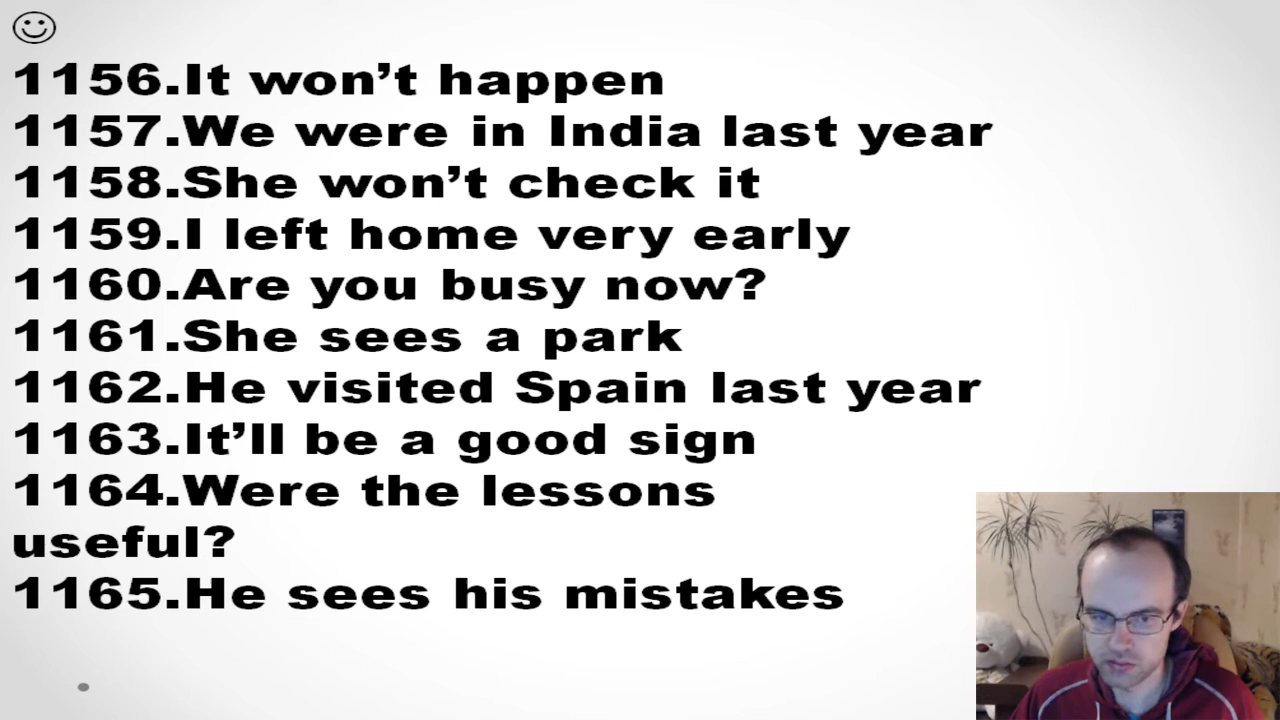 1156.It won’t happen
1157.We were in India last year
1158.She won’t check it
1159.I left home very early
1160.Are you busy now?
1161.She sees a park
1162.He visited Spain last year
1163.It’ll be a good sign
1164.Were the lessons
useful?
1165.He sees his mistakes